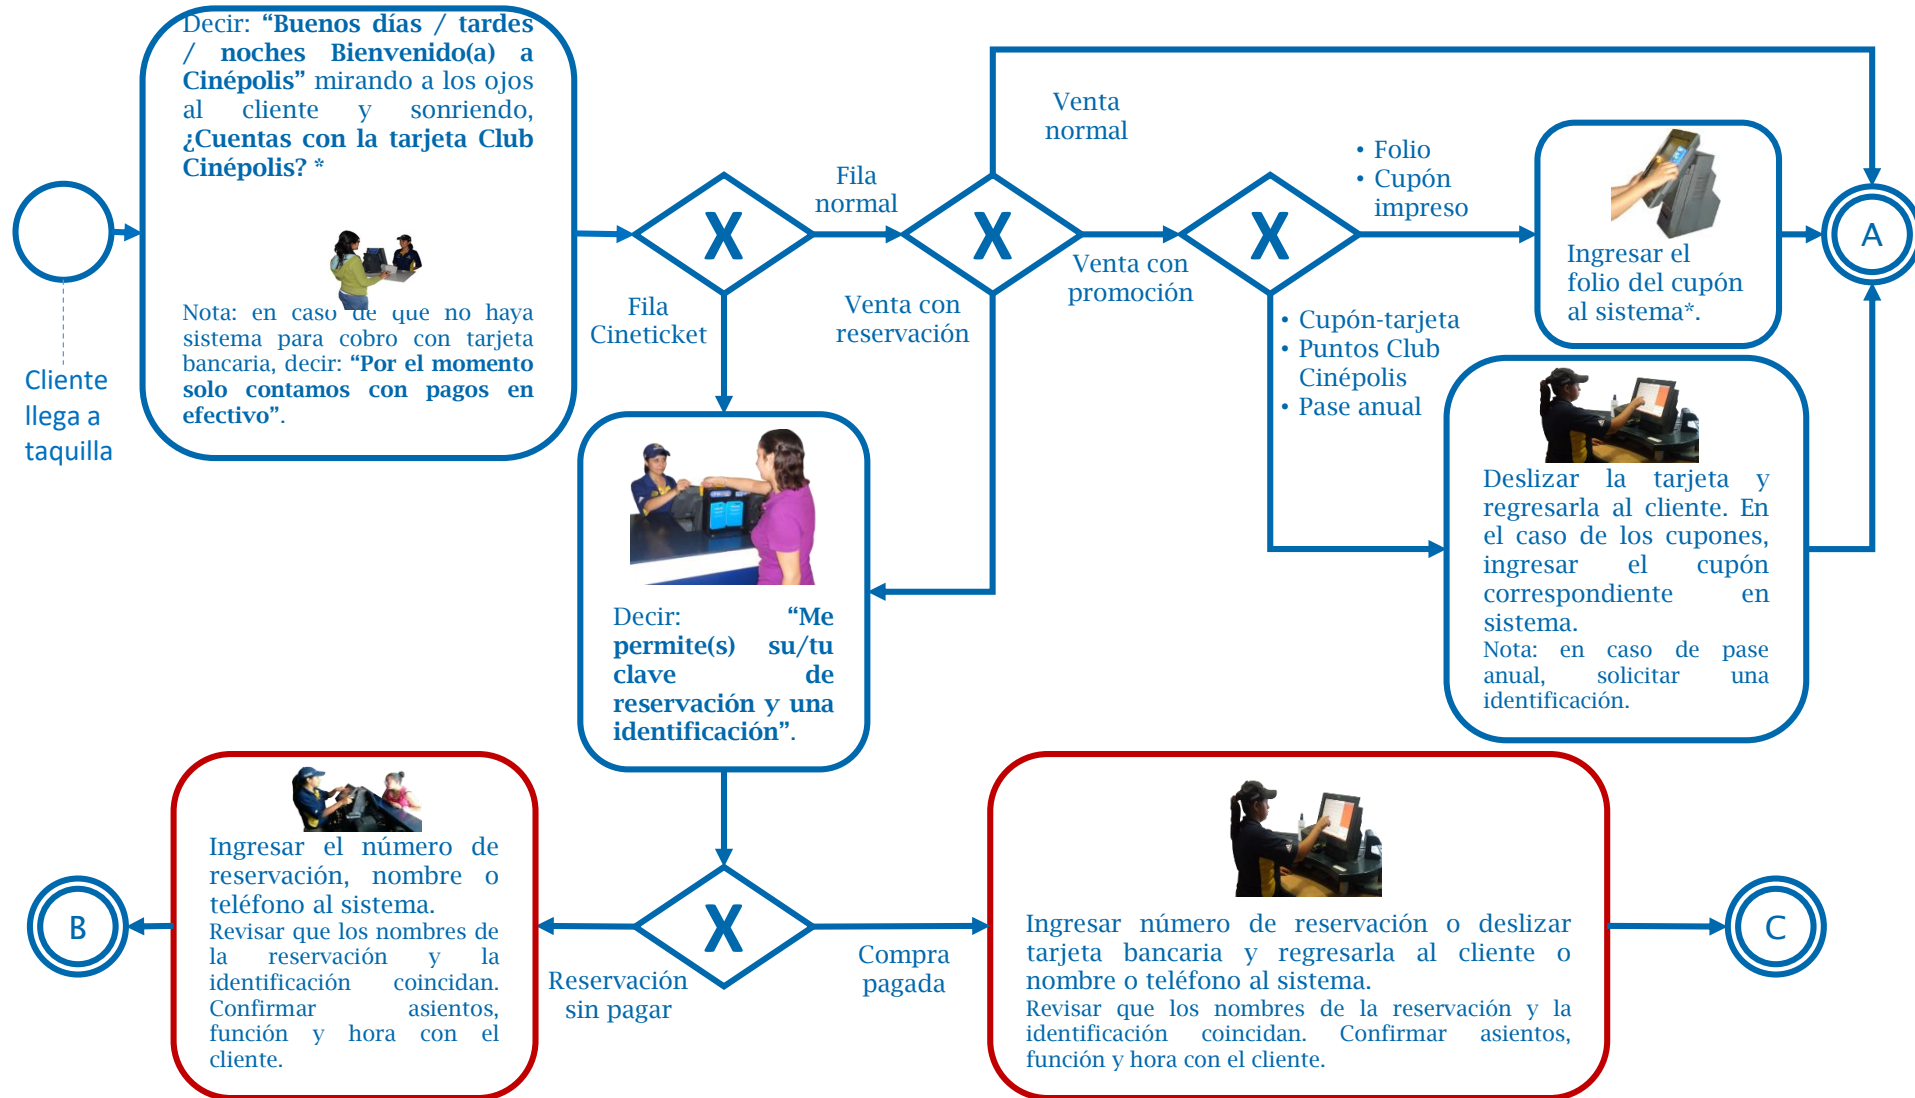 Decir: “Buenos días / tardes
/ noches Bienvenido(a) a
Cinépolis” mirando a los ojos
al cliente y sonriendo,
¿Cuentas con la tarjeta Club
Cinépolis? *
Nota: en caso de que no haya
sistema para cobro con tarjeta
bancaria, decir: “Por el momento
solo contamos con pagos en
efectivo”.
Cliente
llega a
taquilla
X
Fila
normal
Fila
Cineticket
X
Venta
normal
Venta con
reservación
Venta con
promoción
X
• Folio
• Cupón
impreso
• Cupón-tarjeta
• Puntos Club
Cinépolis
• Pase anual
Ingresar el
folio del cupón
al sistema*.
A
Deslizar la tarjeta y
regresarla al cliente. En
el caso de los cupones,
ingresar el cupón
correspondiente en
sistema.
Nota: en caso de pase
anual, solicitar una
identificación.
Decir: “Me
permite(s) su/tu
clave de
reservación y una
identificación”.
X
Reservación
sin pagar
Compra
pagada
Ingresar el número de
reservación, nombre o
teléfono al sistema.
Revisar que los nombres de
la reservación y la
identificación coincidan.
Confirmar asientos,
función y hora con el
cliente.
B
Ingresar número de reservación o deslizar
tarjeta bancaria y regresarla al cliente o
nombre o teléfono al sistema.
Revisar que los nombres de la reservación y la
identificación coincidan. Confirmar asientos,
función y hora con el cliente.
C